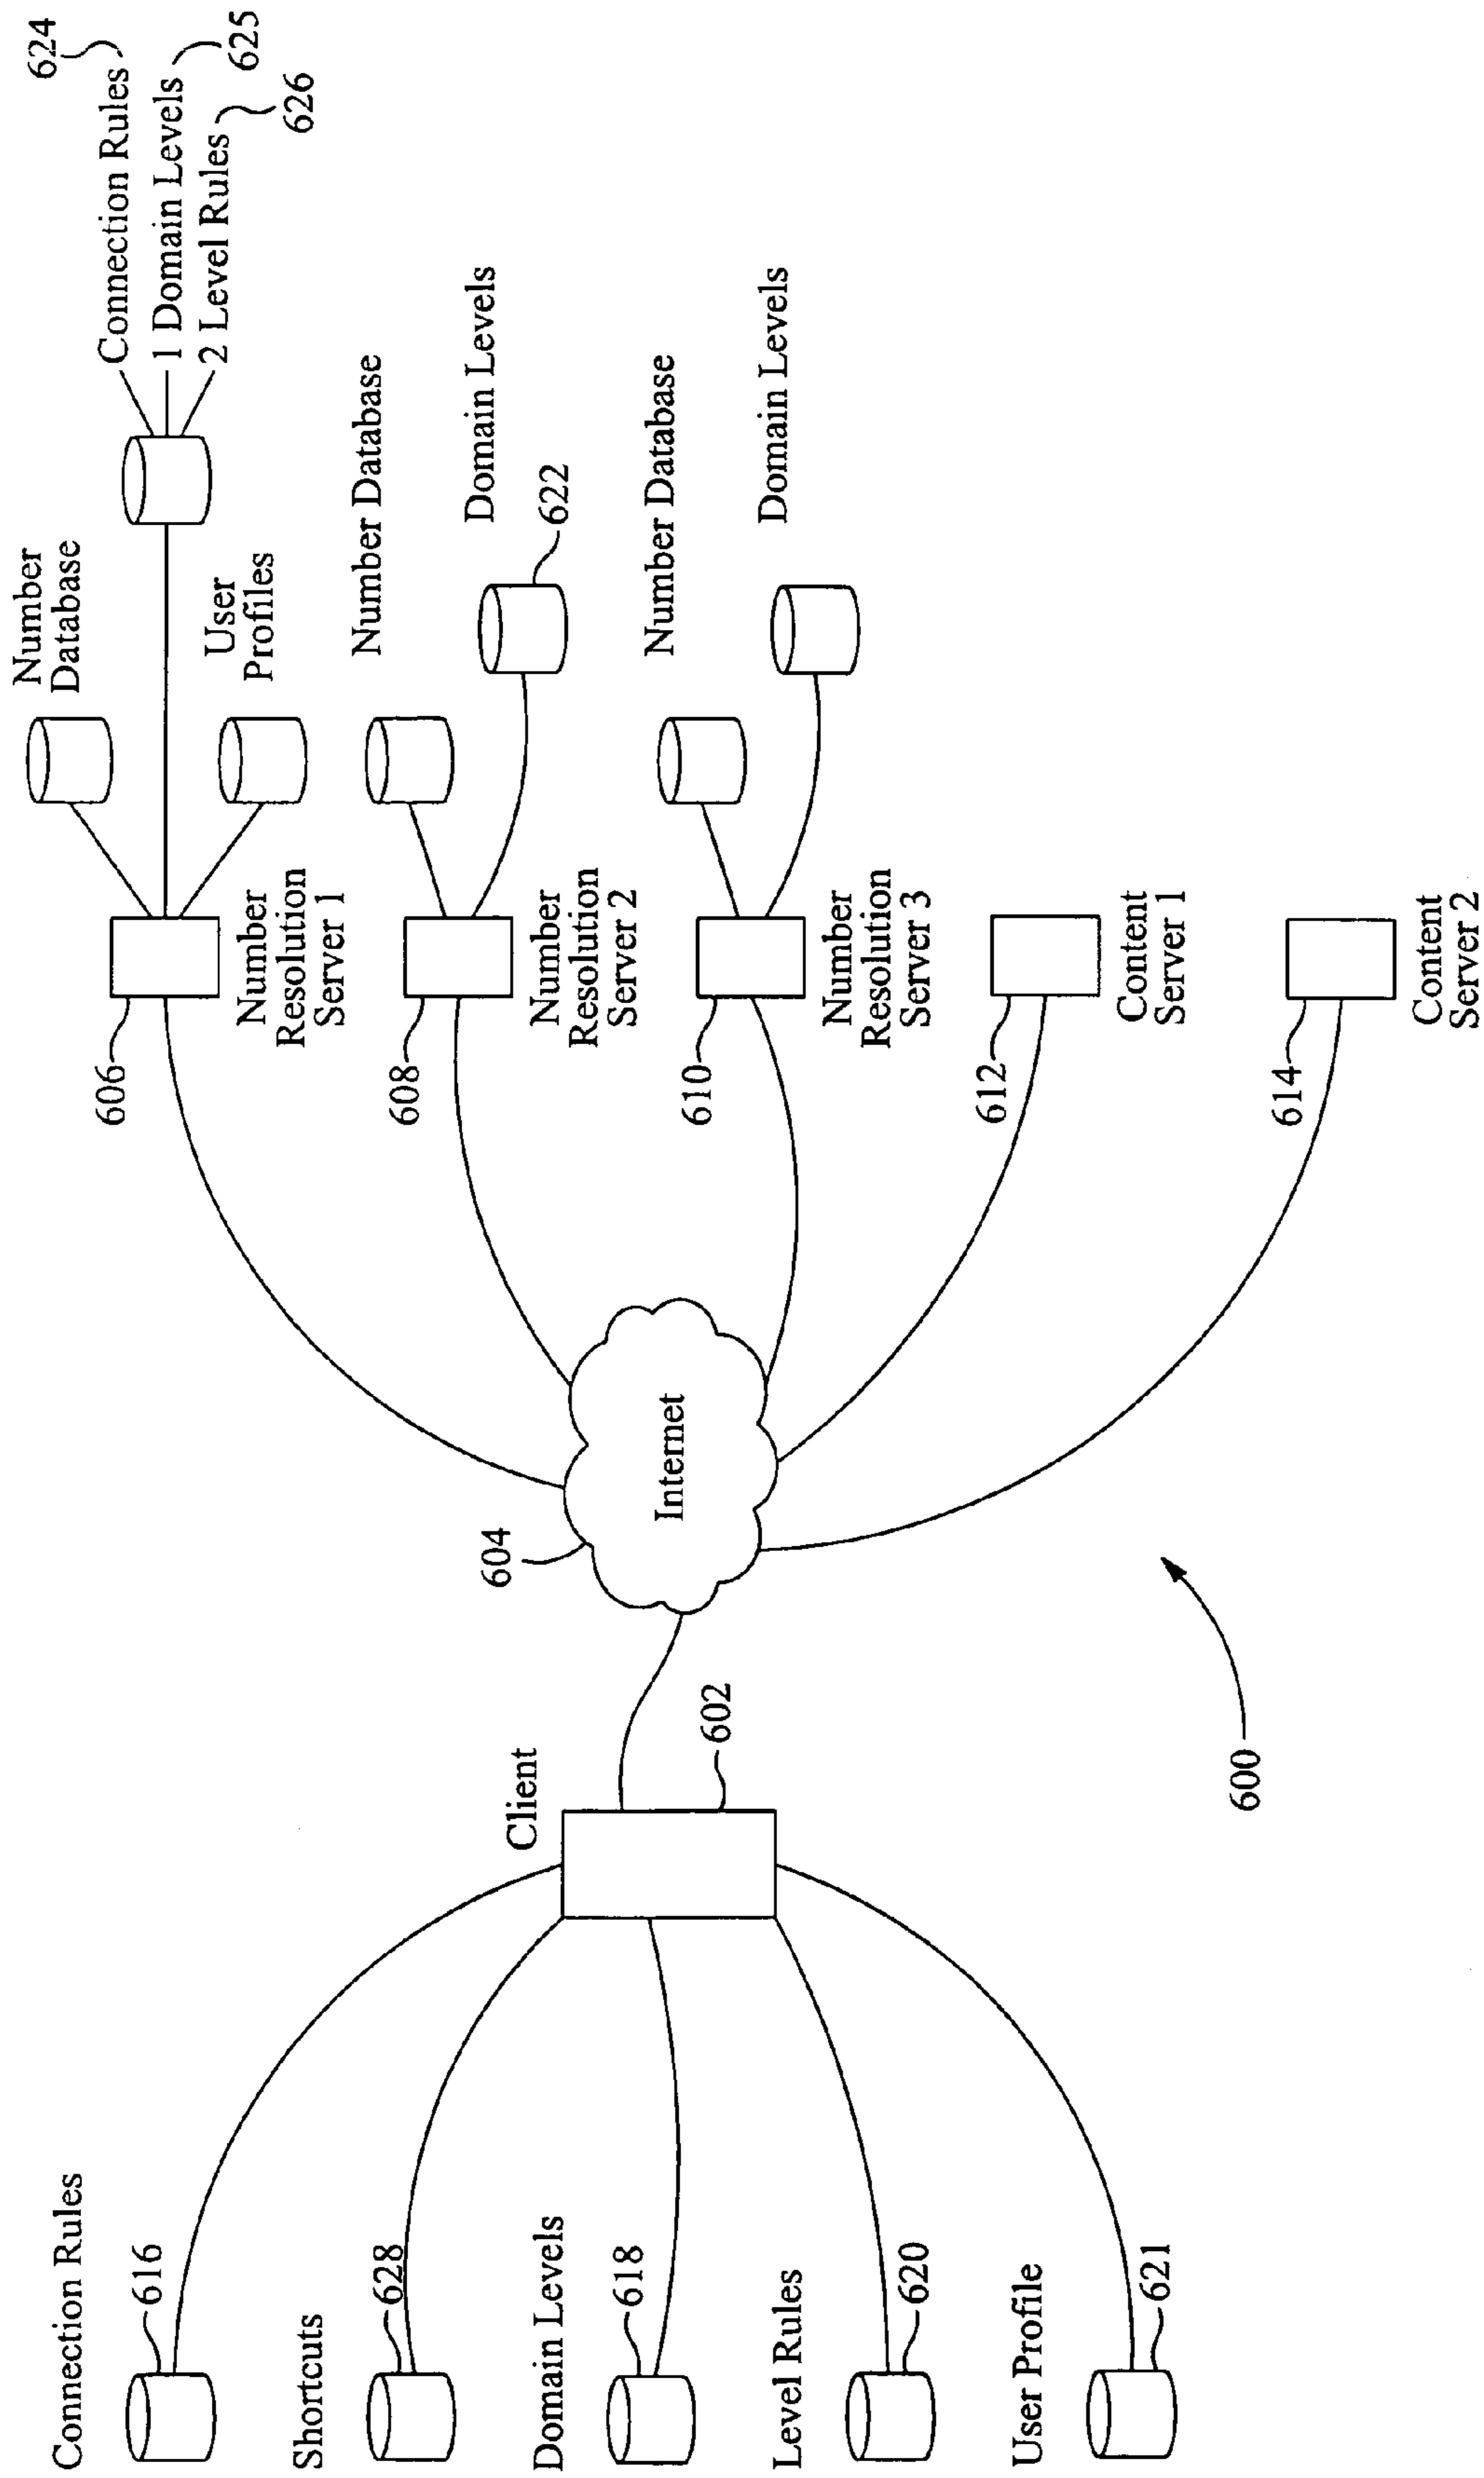 Connection Rules
616
Shortcuts
628
Domain Levels
618
Level Rules
620
User Profile
621
Client
602
604
Internet
600
606
Number
Resolution
Server 1
608
Number
Resolution
Server 2
610
Number
Resolution
Server 3
612
Content
Server 1
614
Content
Server 2
Number
Database
User
Profiles
Connection Rules
624
1 Domain Levels
625
2 Level Rules
626
Number Database
Domain Levels
622
Number Database
Domain Levels